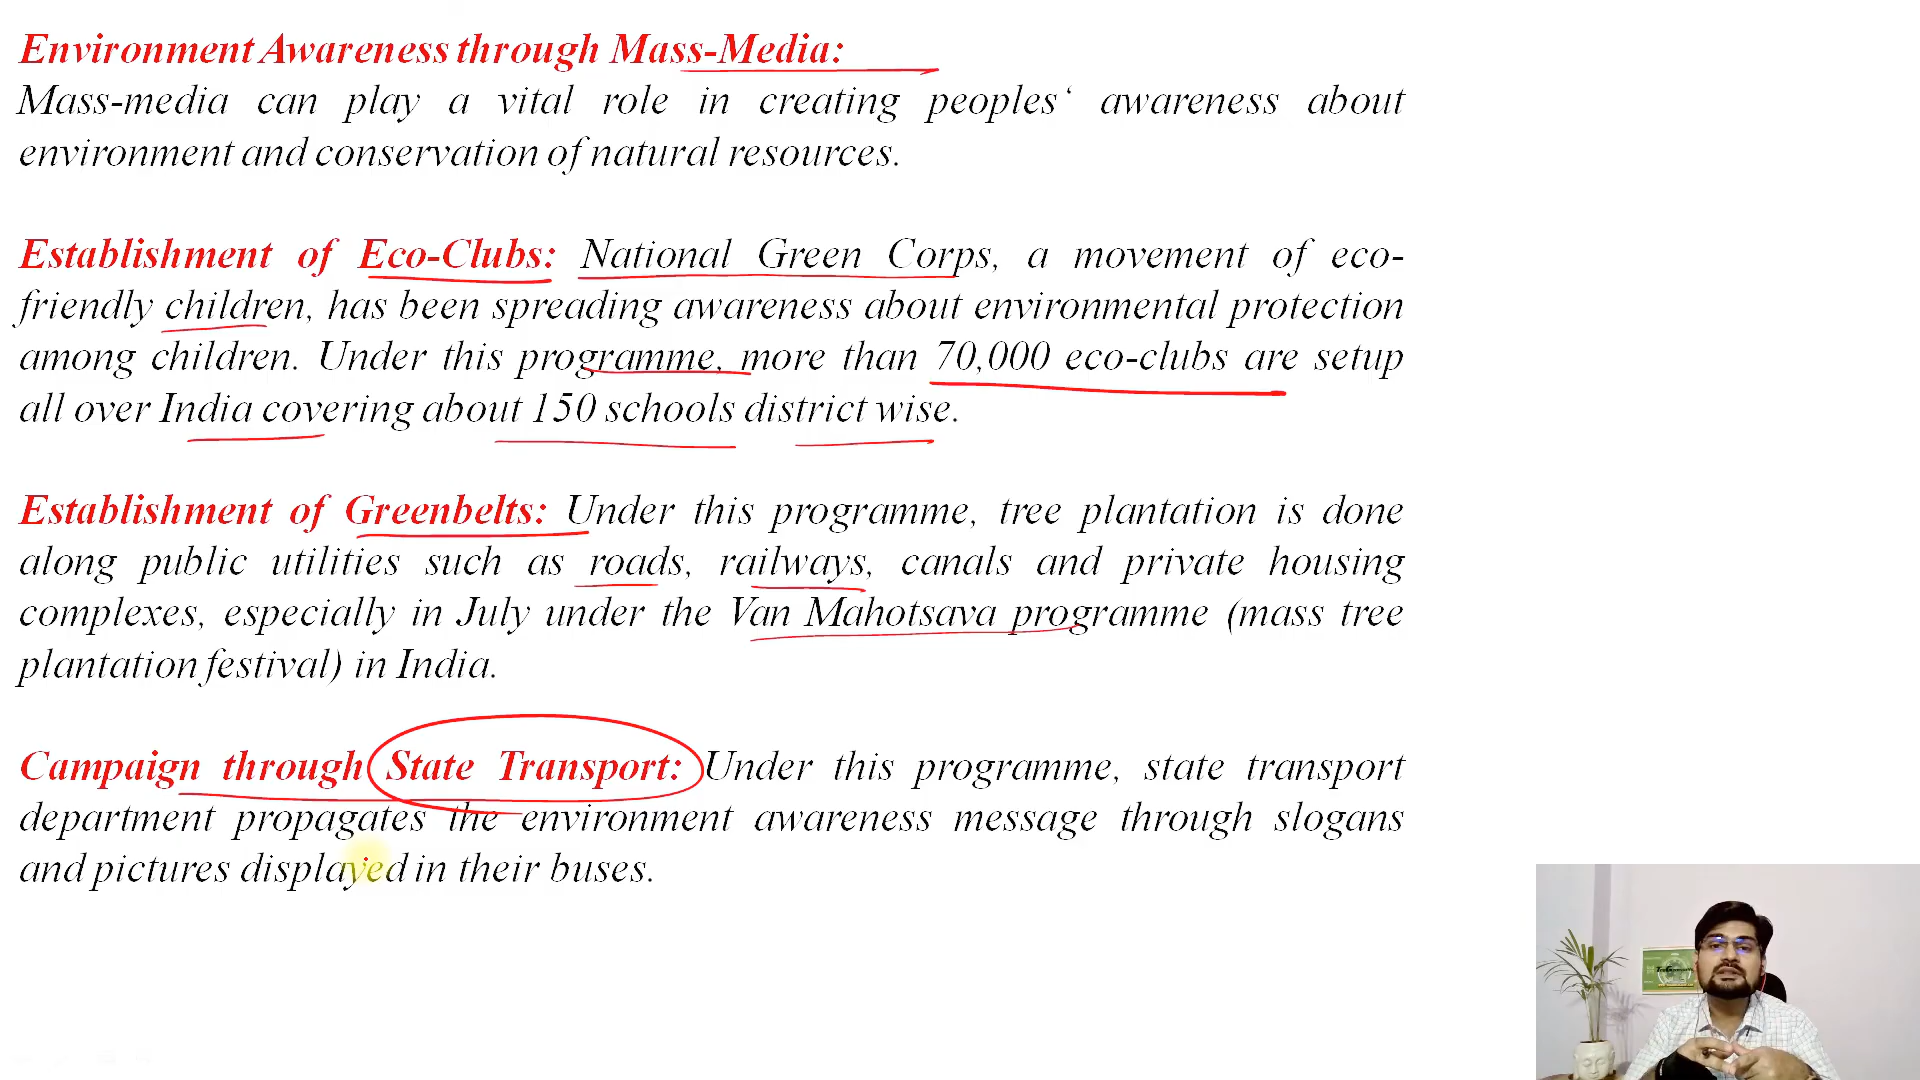 Environment Awareness through Mass-Media:
Mass-media can play a vital role in creating peoples‘ awareness about
environment and conservation of natural resources.
Establishment of Eco-Clubs: National Green Corps, a movement of eco-
friendly children, has been spreading awareness about environmental protection
among children. Under this programme, more than 70,000 eco-clubs are setup
all over India covering about 150 schools district wise.
Establishment of Greenbelts: Under this programme, tree plantation is done
along public utilities such as roads, railways, canals and private housing
complexes, especially in July under the Van Mahotsava programme (mass tree
plantation festival) in India.
Campaign through State Transport: Under this programme, state transport
department propagates the environment awareness message through slogans
and pictures displayed in their buses.